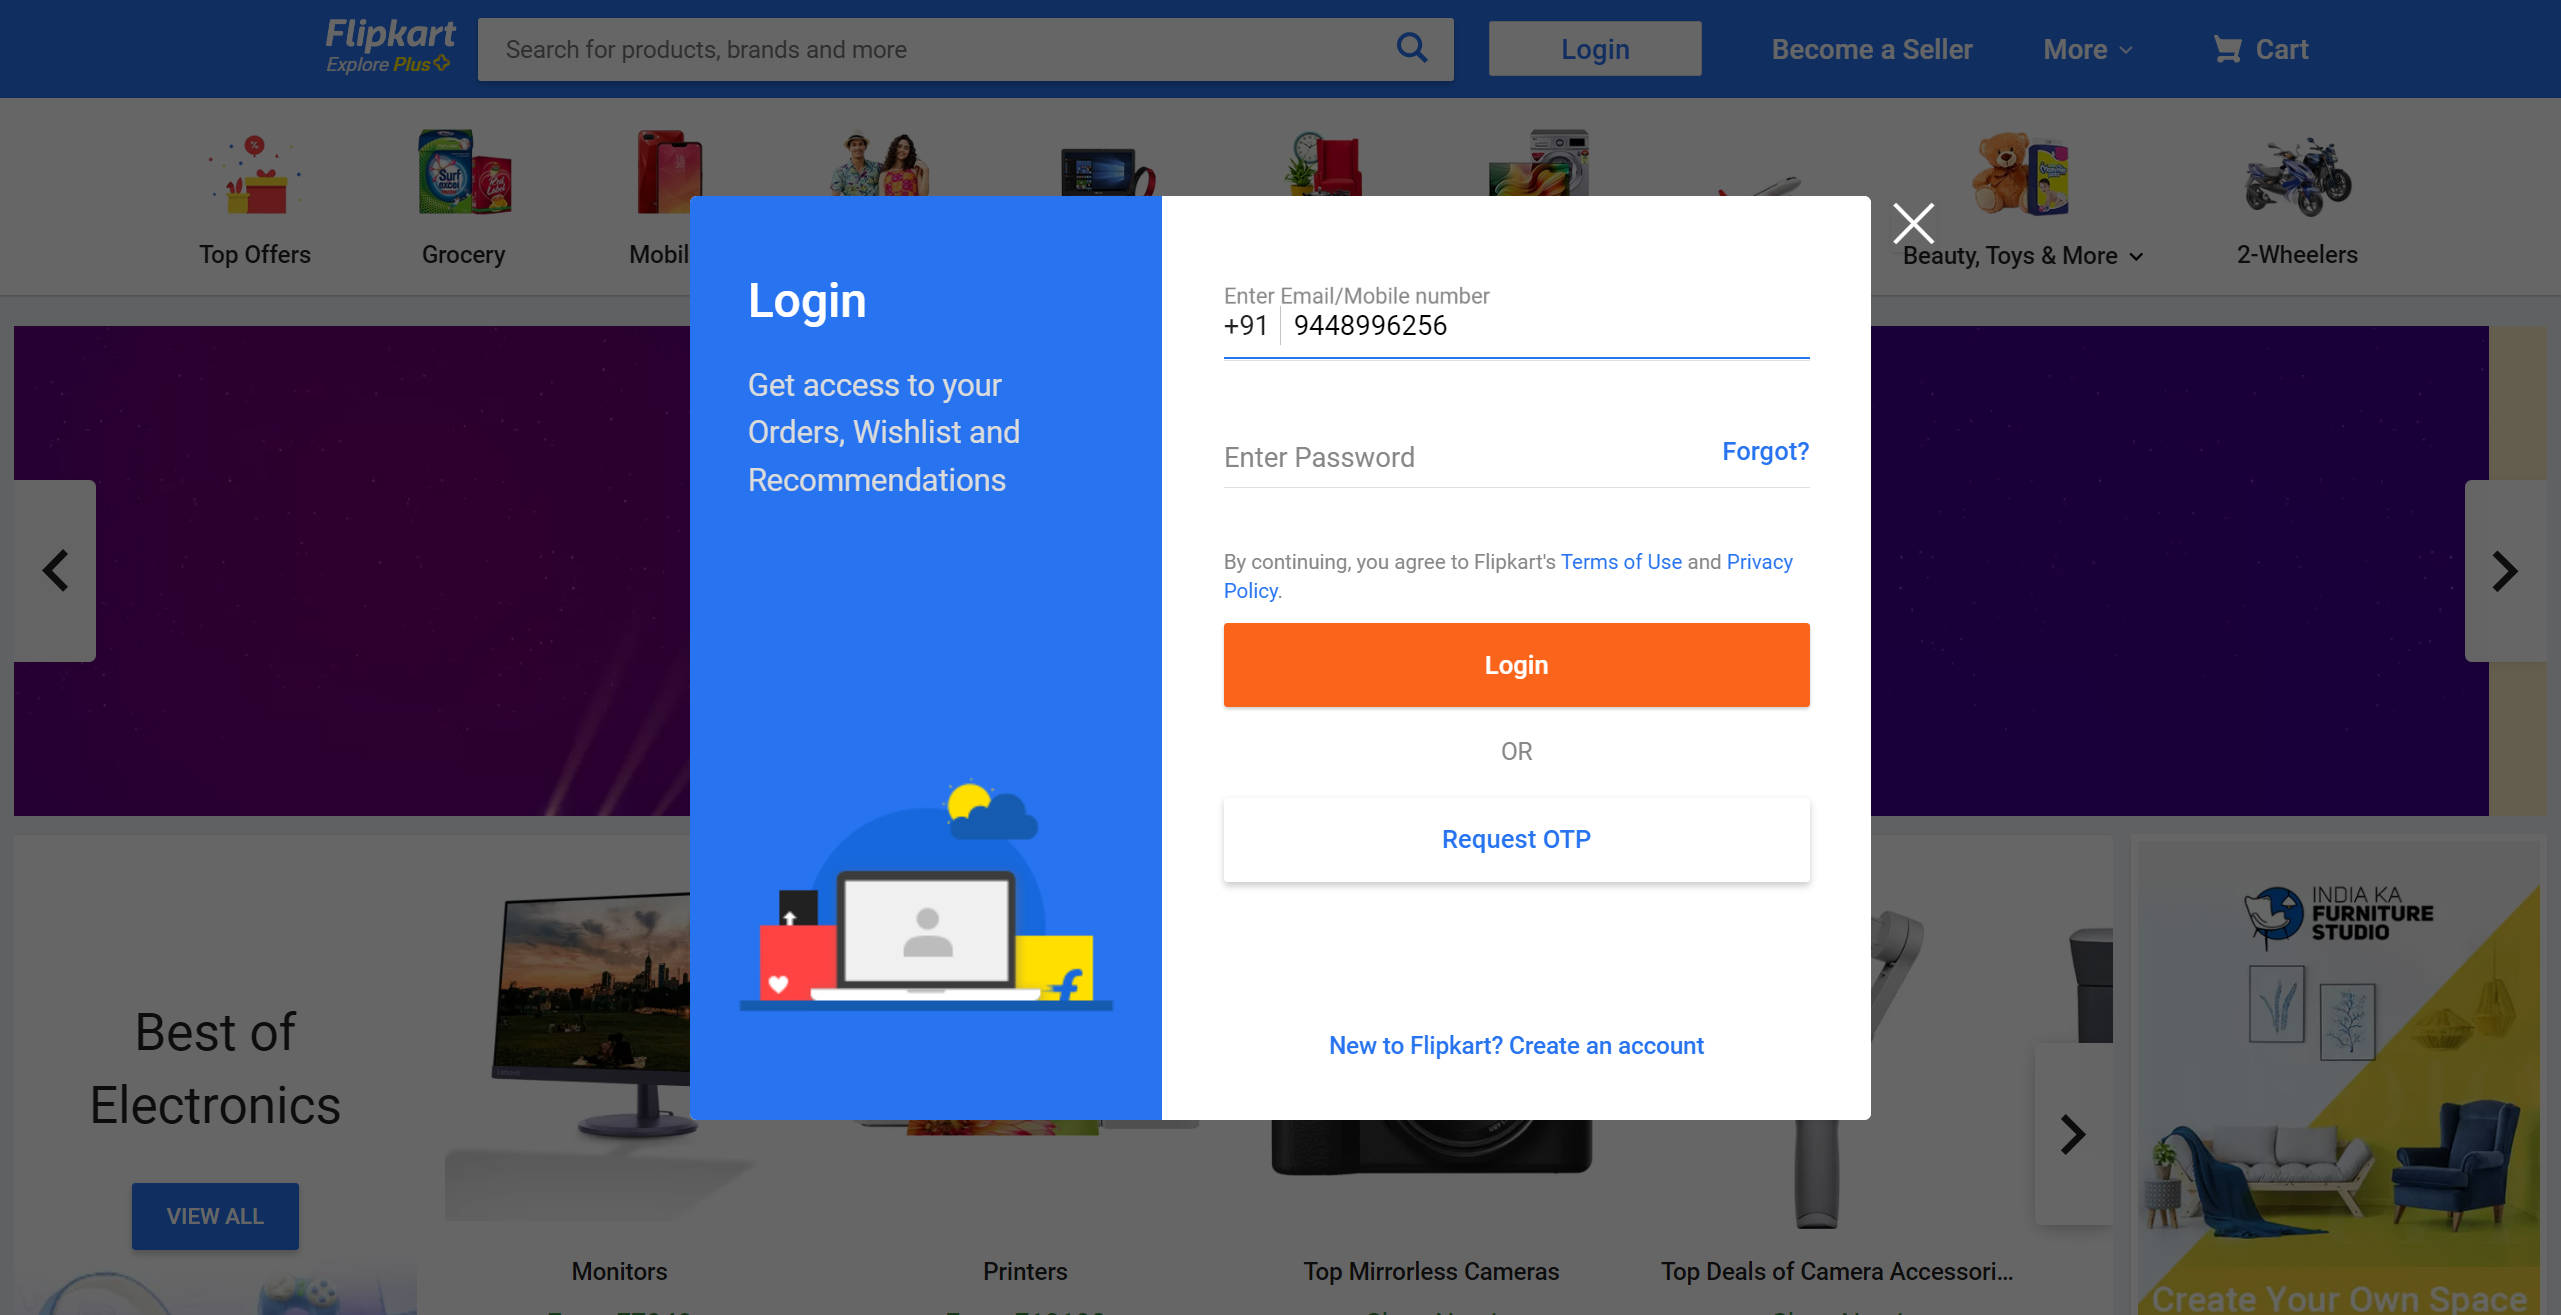 Flipkart
Explore Plus
Search for products, brands and more
Login
Become a Seller
More
Cart
Top Offers
Grocery
Mobil
Beauty, Toys & More
2-Wheelers
Login
Get access to your
Orders, Wishlist and
Recommendations
Enter Email/Mobile number
+91 9448996256
Enter Password
Forgot?
By continuing, you agree to Flipkart's Terms of Use and Privacy
Policy.
Login
OR
Request OTP
New to Flipkart? Create an account
Best of
Electronics
VIEW ALL
Monitors
Printers
Top Mirrorless Cameras
Top Deals of Camera Accessori...
INDIA KA
FURNITURE
STUDIO
Create Your Own Space
Surf
excel